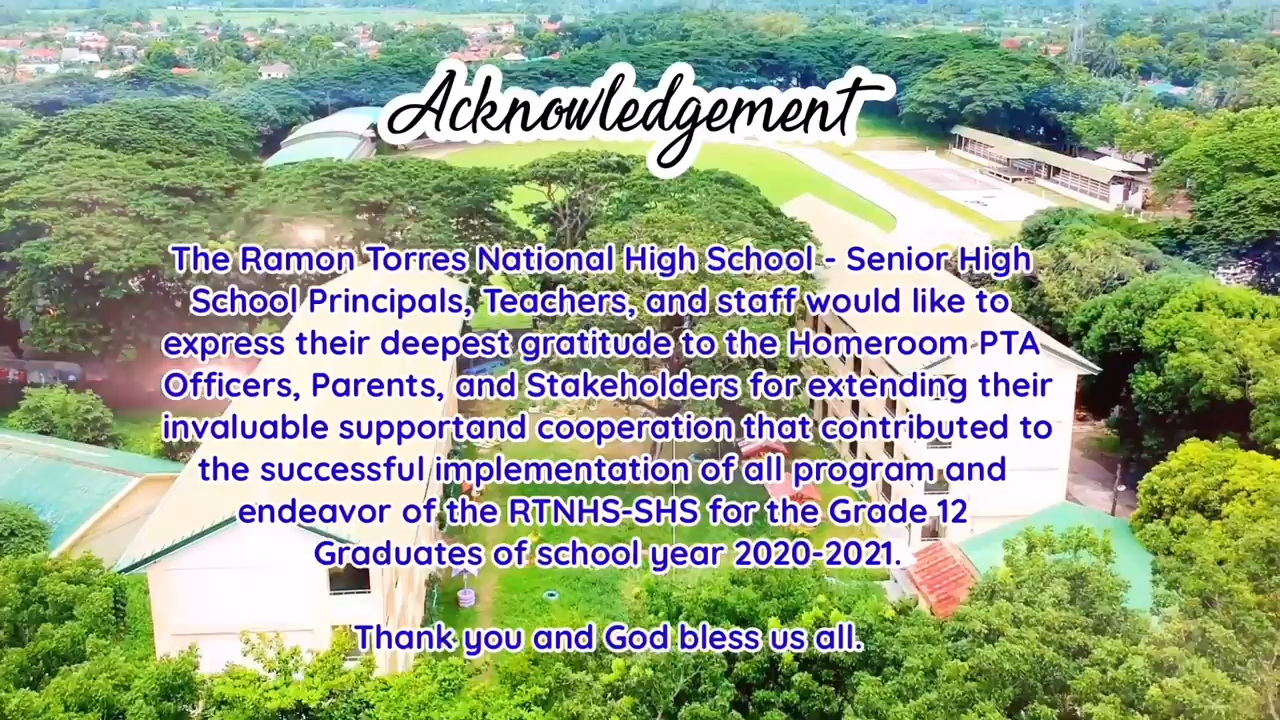 Acknowledgement
The Ramon Torres National High School - Senior High
School Principals, Teachers, and staff would like to
express their deepest gratitude to the Homeroom PTA
Officers, Parents, and Stakeholders for extending their
invaluable supportand cooperation that contributed to
the successful implementation of all program and
endeavor of the RTNHS-SHS for the Grade 12
Graduates of school year 2020-2021.
Thank you and God bless us all.